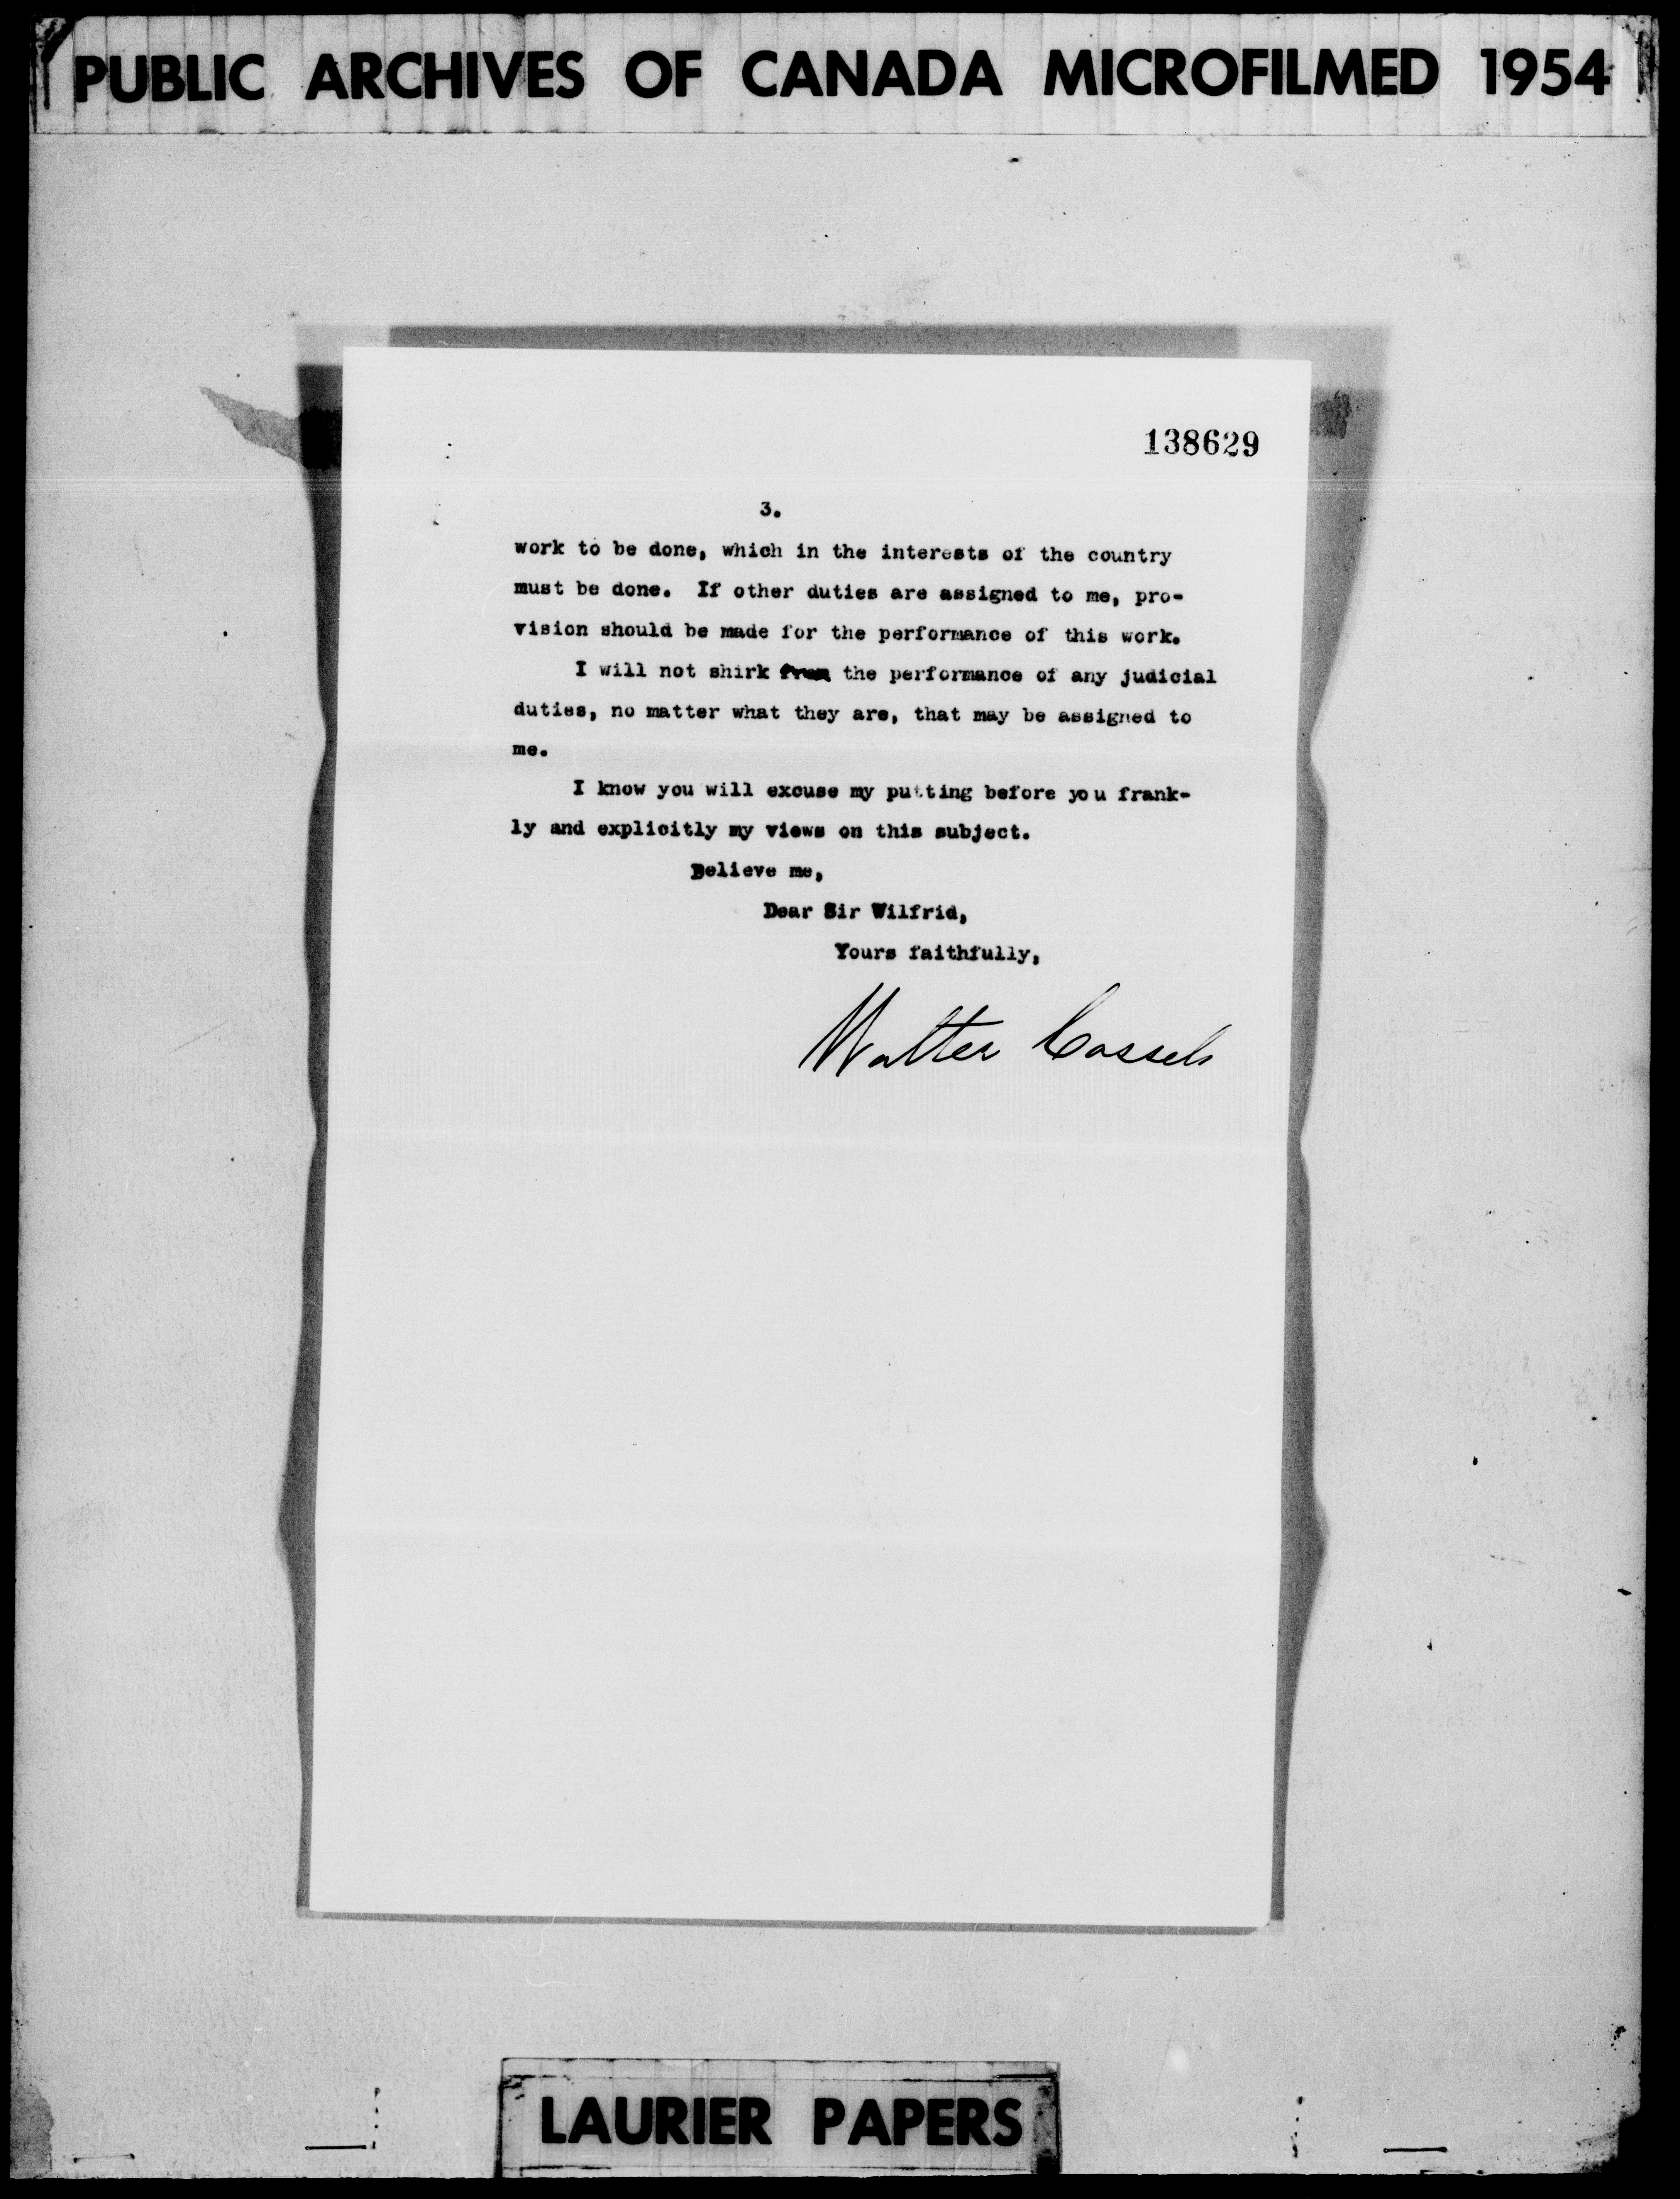 PUBLIC ARCHIVES OF CANADA MICROFILMED 1954
138629
3.
work to be done, which in the interests of the country
must be done. If other duties are assigned to me, pro-
vision should be made for the performance of this work.
I will not shirk from the performance of any judicial
duties, no matter what they are, that may be assigned to
me.
I know you will excuse my putting before you frank-
ly and explicitly my views on this subject.
Believe me,
Dear Sir Wilfrid,
Yours faithfully,
Walter Cassels
LAURIER PAPERS